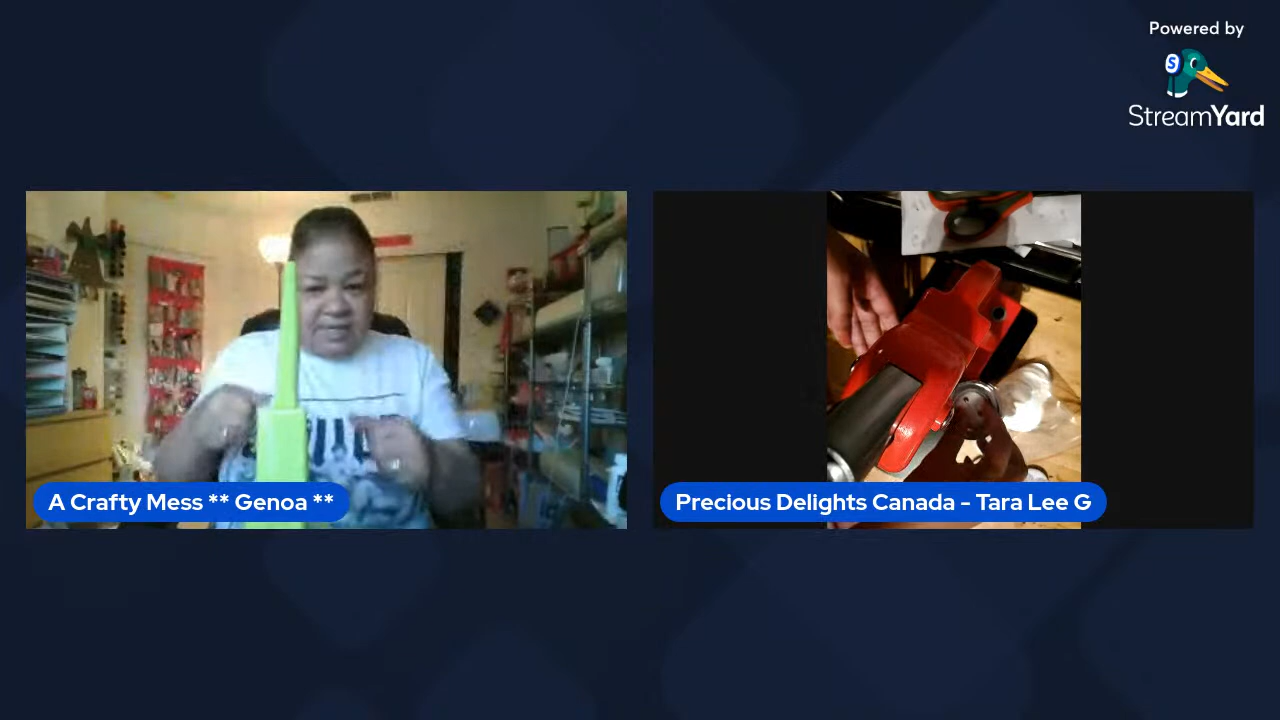 Powered by
S
StreamYard
A Crafty Mess ** Genoa **
Precious Delights Canada - Tara Lee G